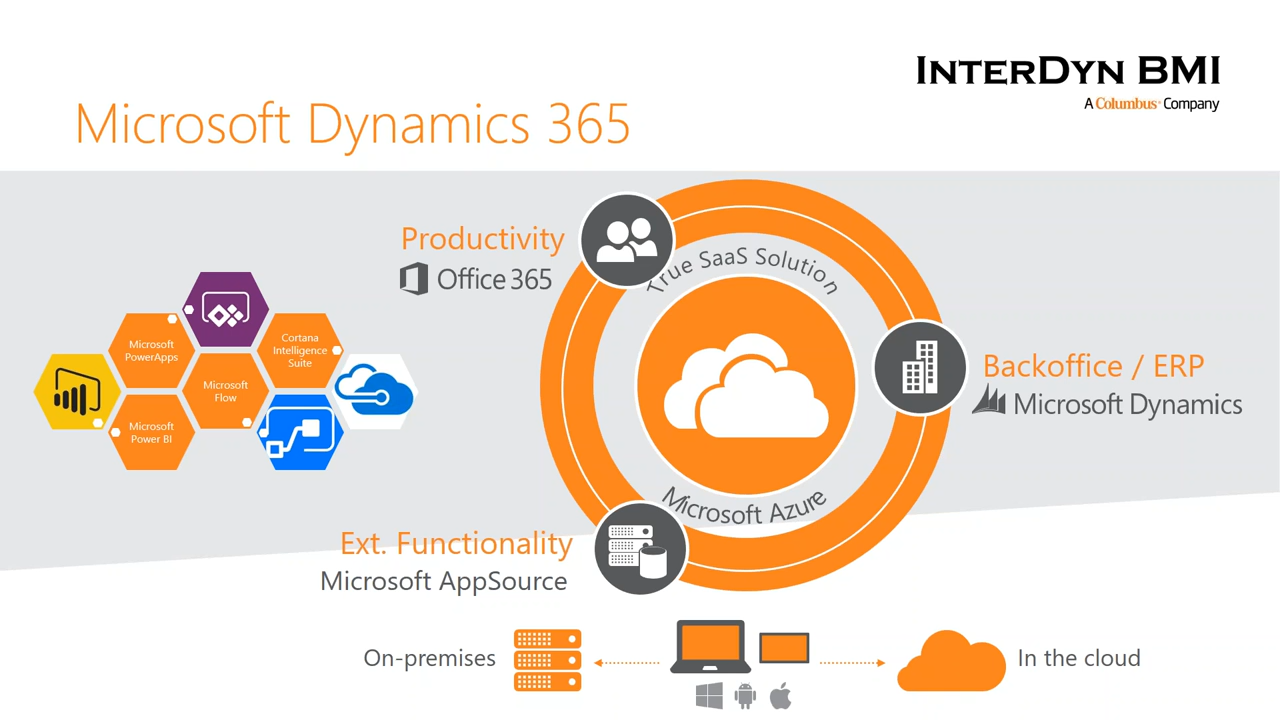 INTERDYN BMI
A Columbus Company
Microsoft Dynamics 365
Productivity
Office 365
True SaaS Solution
Microsoft
PowerApps
Cortana
Intelligence
Suite
Microsoft
Flow
Microsoft
Power BI
Backoffice / ERP
Microsoft Dynamics
Microsoft Azure
Ext. Functionality
Microsoft AppSource
On-premises
In the cloud